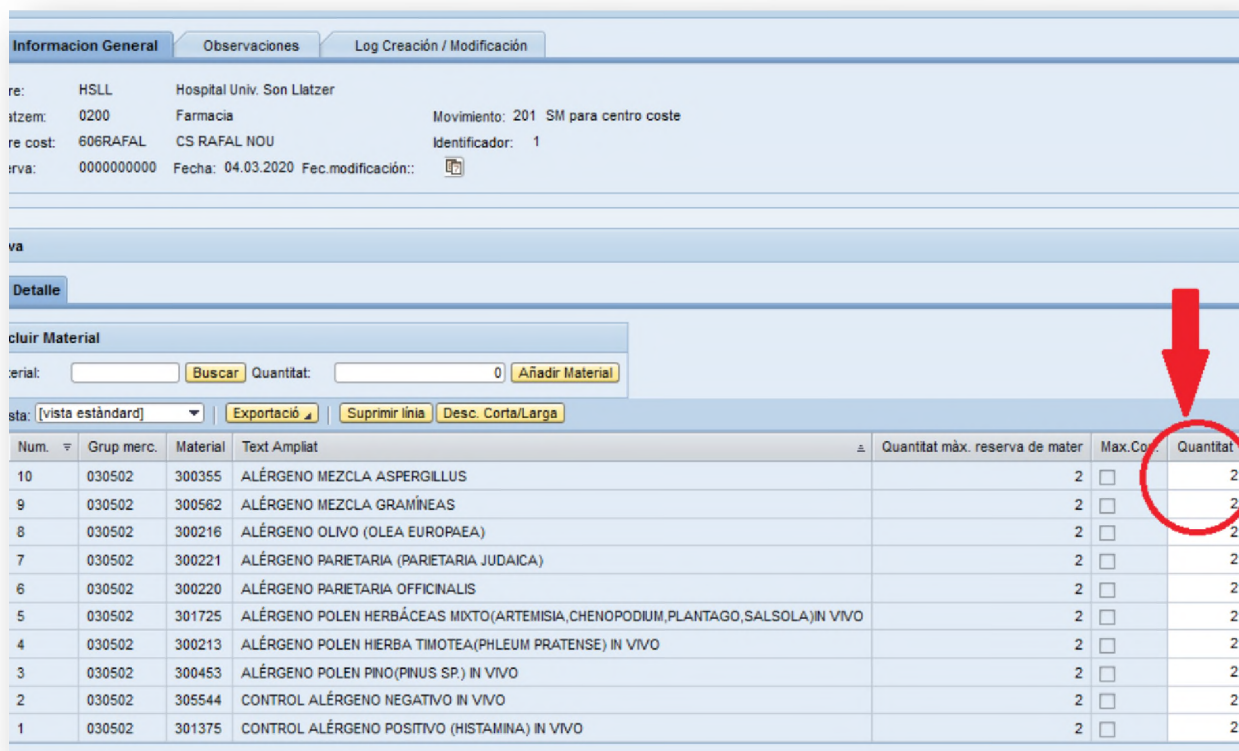 Informacion General Observaciones Log Creación / Modificación
re: HSLL Hospital Univ. Son Llatzer
atzem: 0200 Farmacia Movimiento: 201 SM para centro coste
re cost: 606RAFAL CS RAFAL NOU Identificador: 1
erva: 0000000000 Fecha: 04.03.2020 Fec.modificación::
va
Detalle
cluir Material
erial: Buscar Quantitat: 0 Añadir Material
sta: [vista estàndard] Exportació Suprimir línia Desc. Corta/Larga
Num. Grup merc. Material Text Ampliat Quantitat màx. reserva de mater Max.Con. Quantitat
10 030502 300355 ALÉRGENO MEZCLA ASPERGILLUS 2 2
9 030502 300562 ALÉRGENO MEZCLA GRAMÍNEAS 2 2
8 030502 300216 ALÉRGENO OLIVO (OLEA EUROPAEA) 2 2
7 030502 300221 ALÉRGENO PARIETARIA (PARIETARIA JUDAICA) 2 2
6 030502 300220 ALÉRGENO PARIETARIA OFFICINALIS 2 2
5 030502 301725 ALÉRGENO POLEN HERBÁCEAS MIXTO(ARTEMISIA,CHENOPODIUM,PLANTAGO,SALSOLA)IN VIVO 2 2
4 030502 300213 ALÉRGENO POLEN HIERBA TIMOTEA(PHLEUM PRATENSE) IN VIVO 2 2
3 030502 300453 ALÉRGENO POLEN PINO(PINUS SP.) IN VIVO 2 2
2 030502 305544 CONTROL ALÉRGENO NEGATIVO IN VIVO 2 2
1 030502 301375 CONTROL ALÉRGENO POSITIVO (HISTAMINA) IN VIVO 2 2